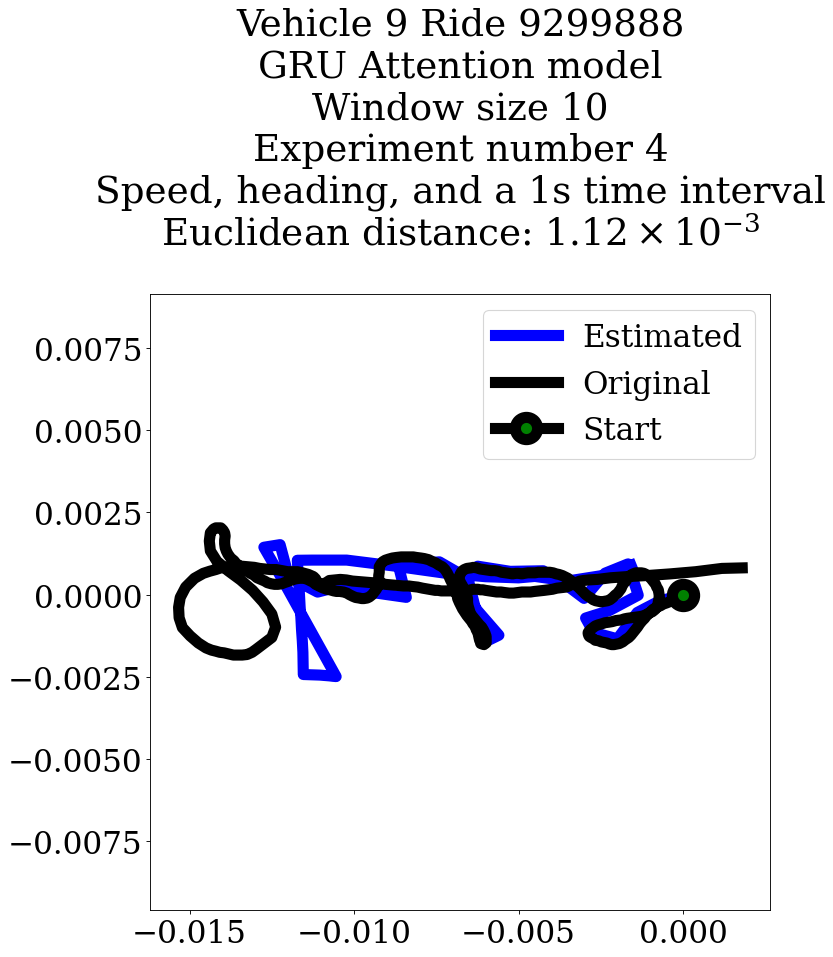 Vehicle 9 Ride 9299888
GRU Attention model
Window size 10
Experiment number 4
Speed, heading, and a 1s time interval
Euclidean distance: 1.12 × 10⁻³
Estimated
Original
Start
0.0075
0.0050
0.0025
0.0000
−0.0025
−0.0050
−0.0075
−0.015 −0.010 −0.005 0.000